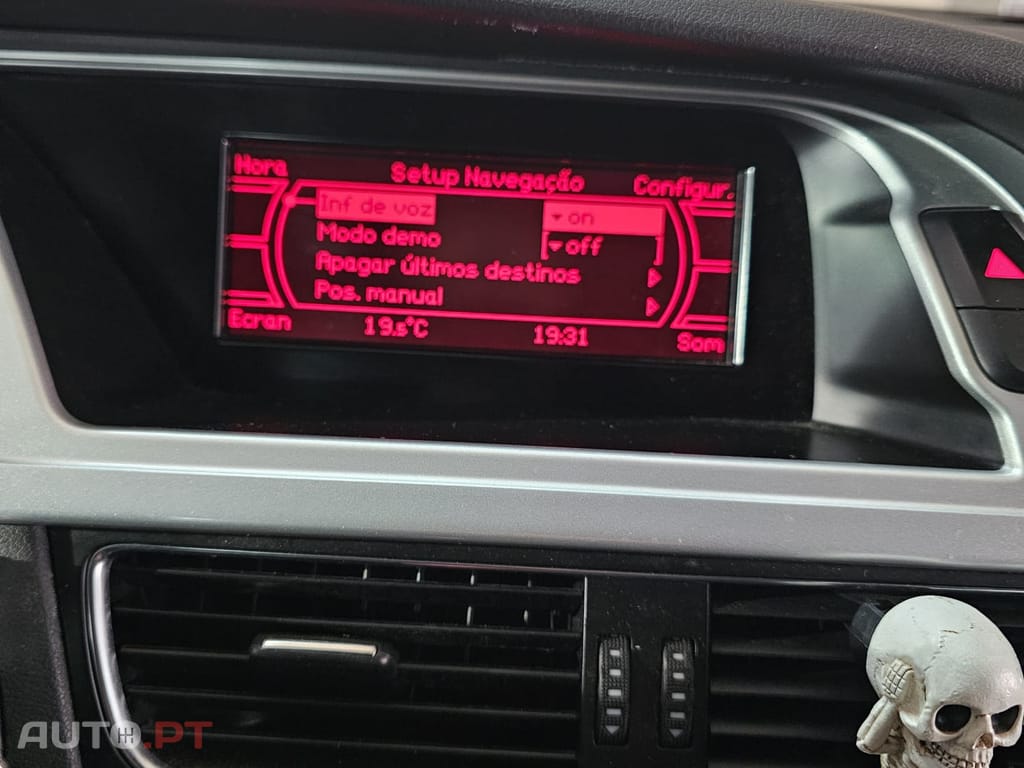 Hora Setup Navegação Configur.
Inf de voz on
Modo demo off
Apagar últimos destinos
Pos. manual
Ecran 19.5°C 19:31 Som
AUTO.PT